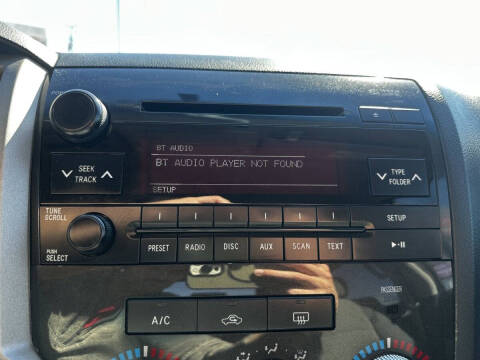 BT AUDIO
BT AUDIO PLAYER NOT FOUND
SETUP
SEEK
TRACK
TYPE
FOLDER
TUNE
SCROLL
PUSH
SELECT
SETUP
PRESET
RADIO
DISC
AUX
SCAN
TEXT
PASSENGER
A/C